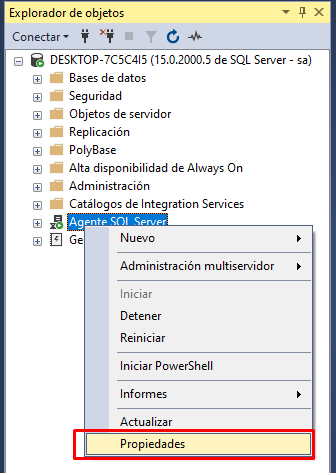 Explorador de objetos
Conectar
DESKTOP-7C5C4I5 (15.0.2000.5 de SQL Server - sa)
Bases de datos
Seguridad
Objetos de servidor
Replicación
PolyBase
Alta disponibilidad de Always On
Administración
Catálogos de Integration Services
Agente SQL Server
Ge
Nuevo
Administración multiservidor
Iniciar
Detener
Reiniciar
Iniciar PowerShell
Informes
Actualizar
Propiedades